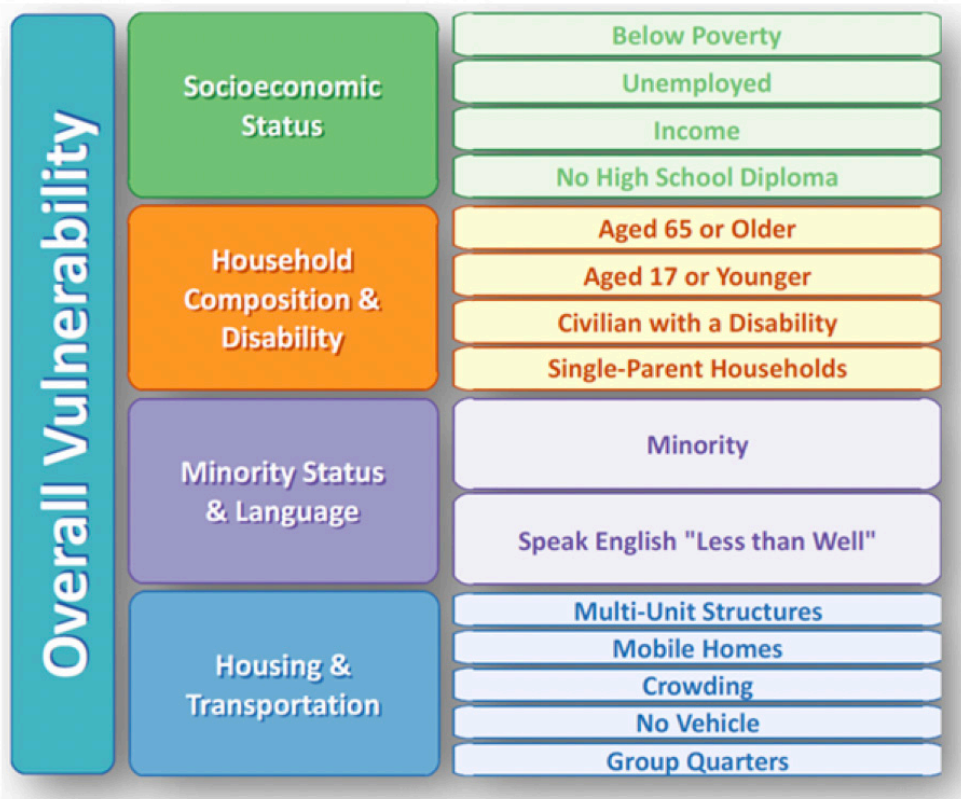 Overall Vulnerability
Socioeconomic
Status
Below Poverty
Unemployed
Income
No High School Diploma
Household
Composition &
Disability
Aged 65 or Older
Aged 17 or Younger
Civilian with a Disability
Single-Parent Households
Minority Status
& Language
Minority
Speak English "Less than Well"
Housing &
Transportation
Multi-Unit Structures
Mobile Homes
Crowding
No Vehicle
Group Quarters